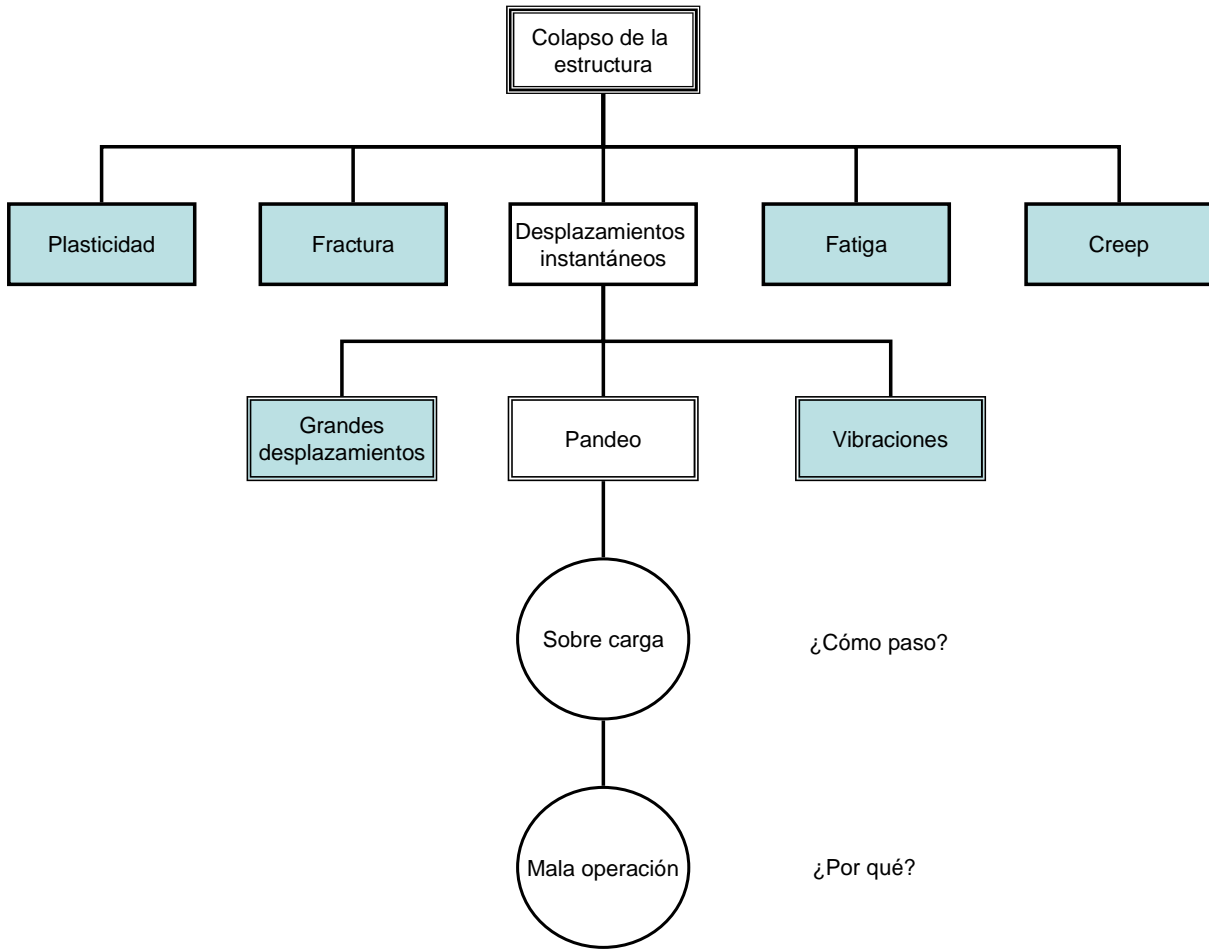 Colapso de la
estructura
Plasticidad
Fractura
Desplazamientos
instantáneos
Fatiga
Creep
Grandes
desplazamientos
Pandeo
Vibraciones
Sobre carga
¿Cómo paso?
Mala operación
¿Por qué?